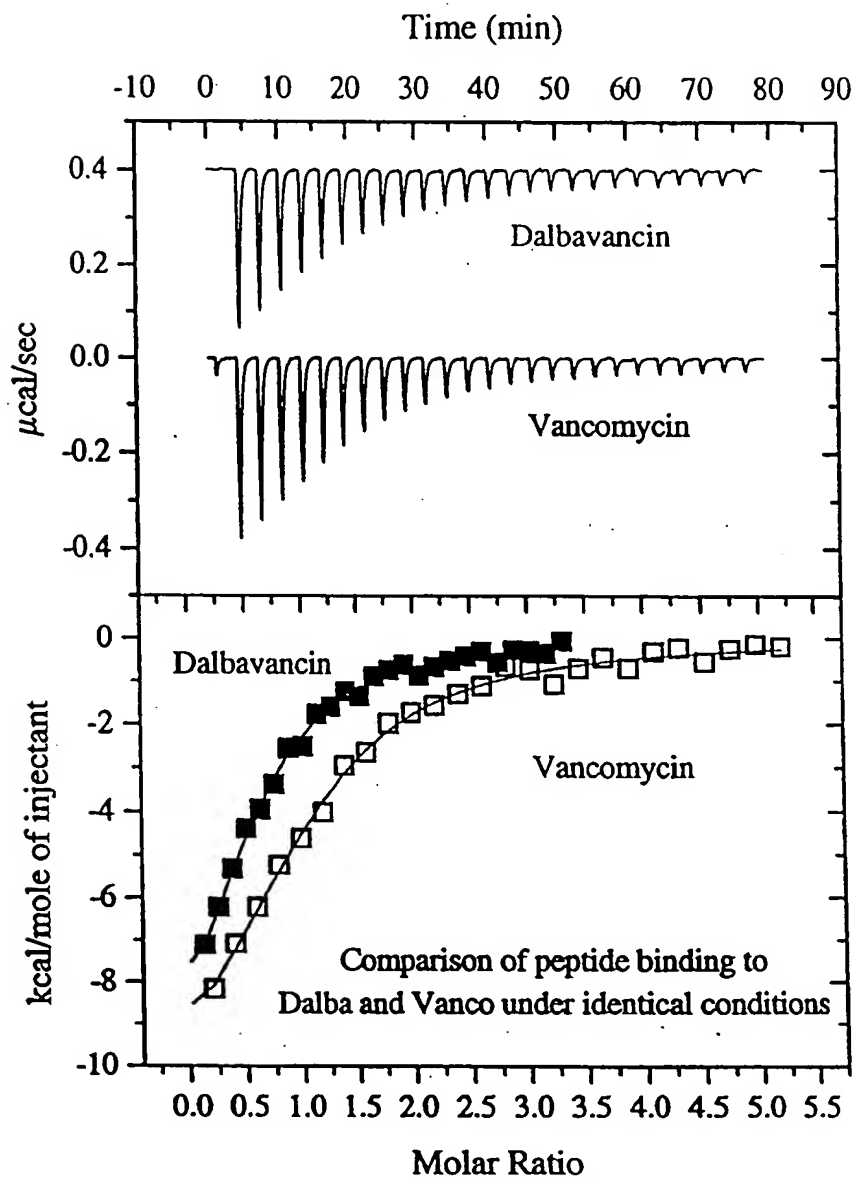 Time (min)
-10 0 10 20 30 40 50 60 70 80 90
0.4
Dalbavancin
0.2
0.0
µcal/sec
Vancomycin
-0.2
-0.4
0
Dalbavancin
-2
Vancomycin
-4
kcal/mole of injectant
-6
Comparison of peptide binding to
-8
Dalba and Vanco under identical conditions
-10
0.0 0.5 1.0 1.5 2.0 2.5 3.0 3.5 4.0 4.5 5.0 5.5
Molar Ratio